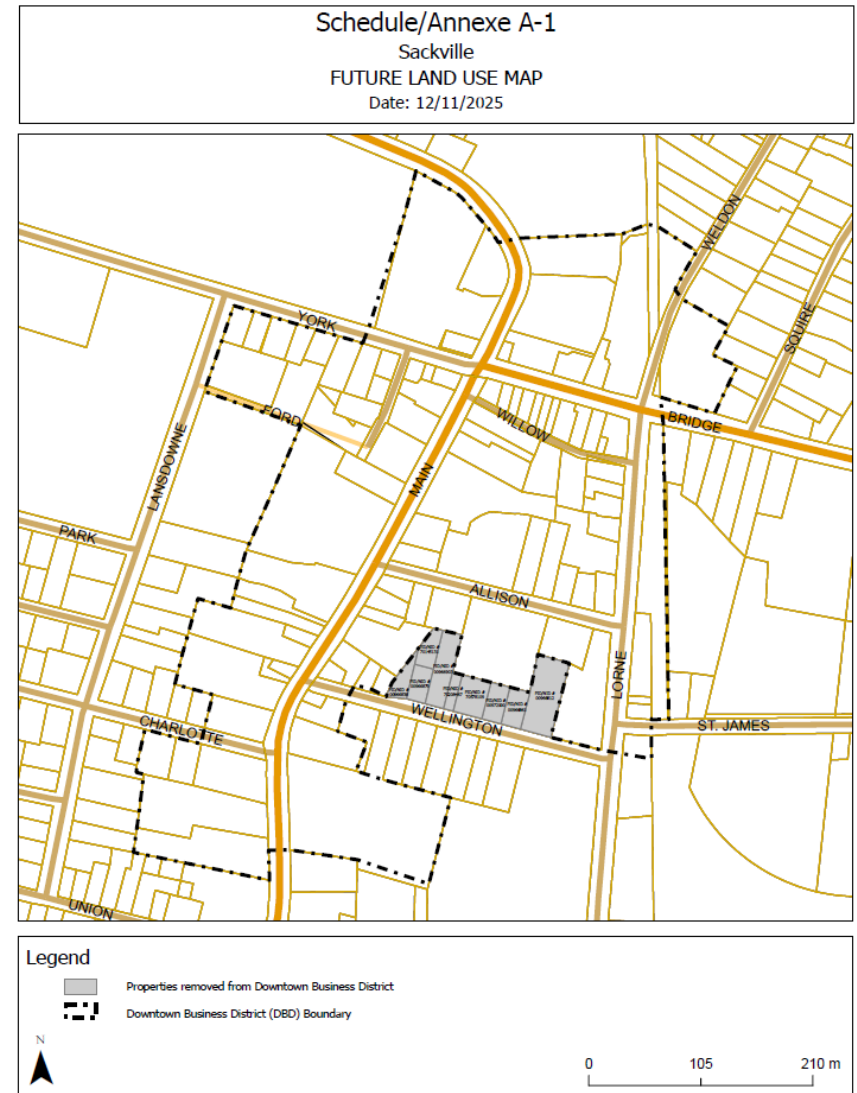 Schedule/Annexe A-1
Sackville
FUTURE LAND USE MAP
Date: 12/11/2025
WELDON
SQUIRE
YORK
FORD
WILLOW
BRIDGE
LANSDOWNE
MAIN
PARK
ALLISON
LORNE
WELLINGTON
CHARLOTTE
ST. JAMES
UNION
Legend
Properties removed from Downtown Business District
Downtown Business District (DBD) Boundary
N
0 105 210 m